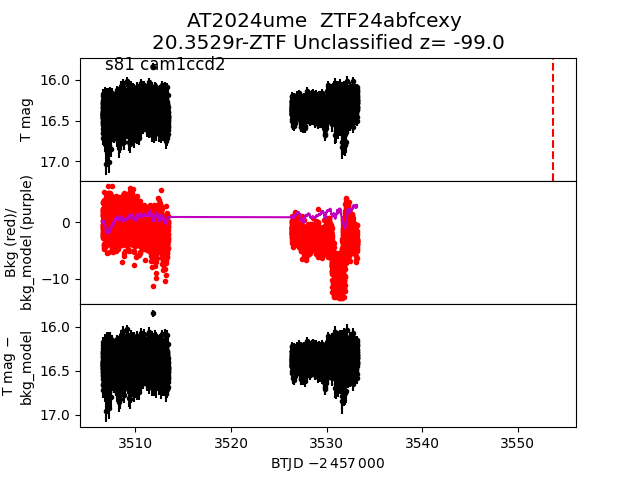 AT2024ume  ZTF24abfcexy
20.3529r-ZTF Unclassified z= -99.0
s81 cam1ccd2
T mag
16.0
16.5
17.0
Bkg (red)/
bkg_model (purple)
0
−10
T mag −
bkg_model
16.0
16.5
17.0
3510 3520 3530 3540 3550
BTJD −2 457 000